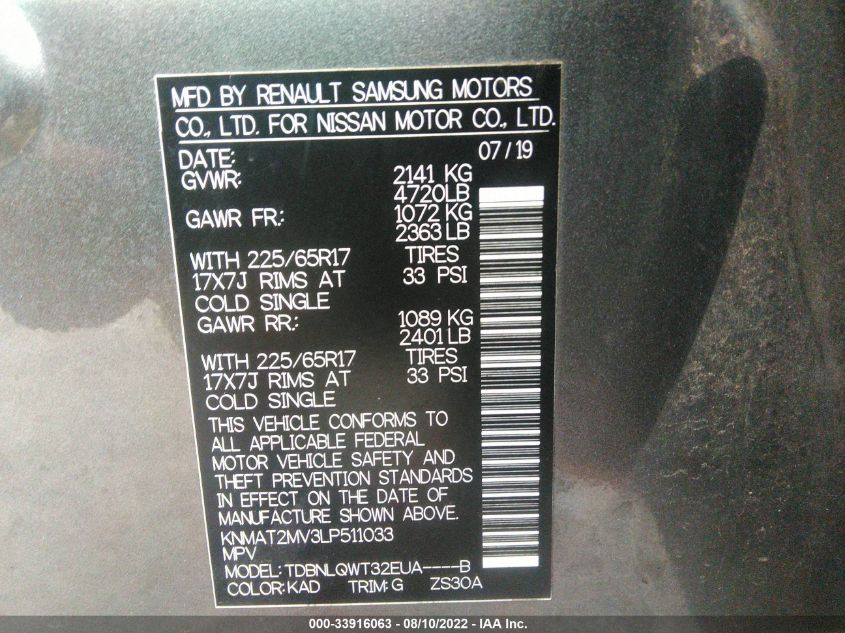 MFD BY RENAULT SAMSUNG MOTORS
CO., LTD. FOR NISSAN MOTOR CO., LTD.
DATE: 07/19
GVWR: 2141 KG
4720LB
GAWR FR: 1072 KG
2363 LB
WITH 225/65R17 TIRES
17X7J RIMS AT 33 PSI
COLD SINGLE
GAWR RR: 1089 KG
2401 LB
WITH 225/65R17 TIRES
17X7J RIMS AT 33 PSI
COLD SINGLE
THIS VEHICLE CONFORMS TO
ALL APPLICABLE FEDERAL
MOTOR VEHICLE SAFETY AND
THEFT PREVENTION STANDARDS
IN EFFECT ON THE DATE OF
MANUFACTURE SHOWN ABOVE.
KNMAT2MV3LP511033
MPV
MODEL: TDBNLQWT32EUA----B
COLOR: KAD TRIM: G ZS30A
000-33916063 - 08/10/2022 - IAA Inc.